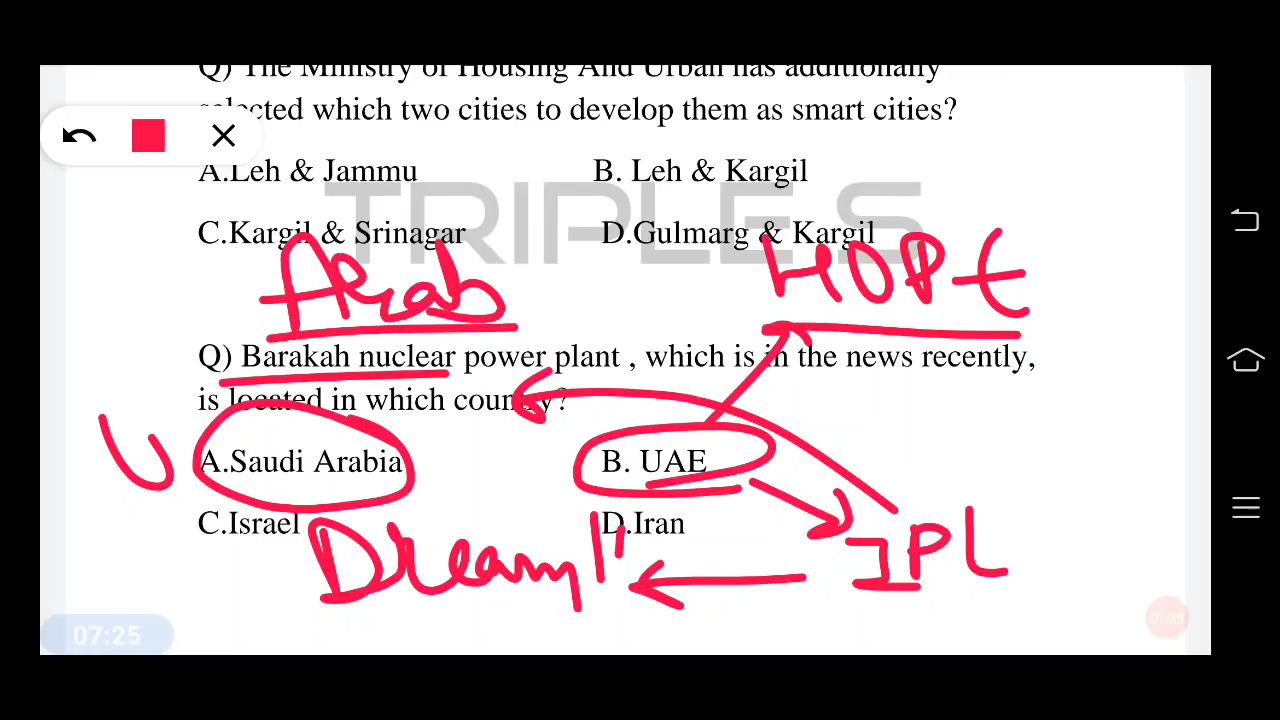 Q) The Ministry of Housing And Urban has additionally
selected which two cities to develop them as smart cities?
A.Leh & Jammu B. Leh & Kargil
TRIPLE S
C.Kargil & Srinagar D.Gulmarg & Kargil
Arab HOPE
Q) Barakah nuclear power plant , which is in the news recently,
is located in which country?
A.Saudi Arabia B. UAE
C.Israel D.Iran
Dream11 IPL
07:25
07:25